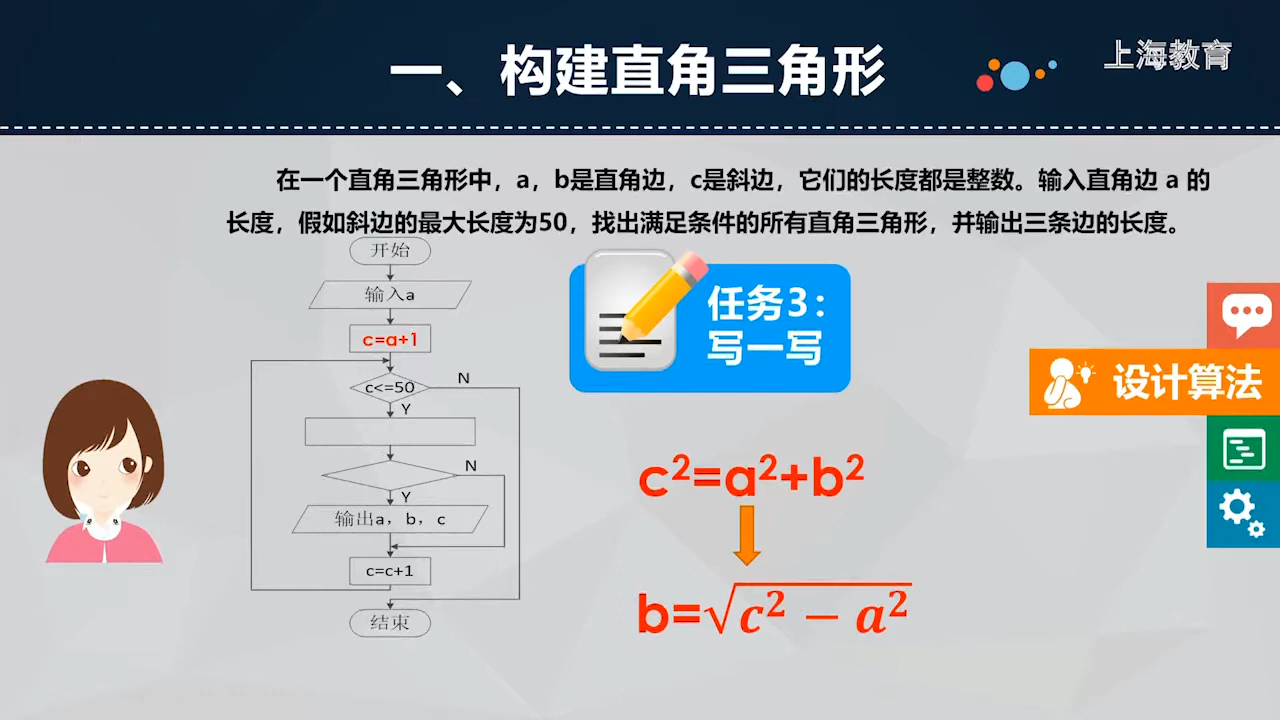 一、构建直角三角形
上海教育
在一个直角三角形中，a，b是直角边，c是斜边，它们的长度都是整数。输入直角边 a 的
长度，假如斜边的最大长度为50，找出满足条件的所有直角三角形，并输出三条边的长度。
开始
输入a
c=a+1
c<=50
N
Y
N
Y
输出a，b，c
c=c+1
结束
任务3：
写一写
设计算法
c²=a²+b²
b=√(c²－a²)